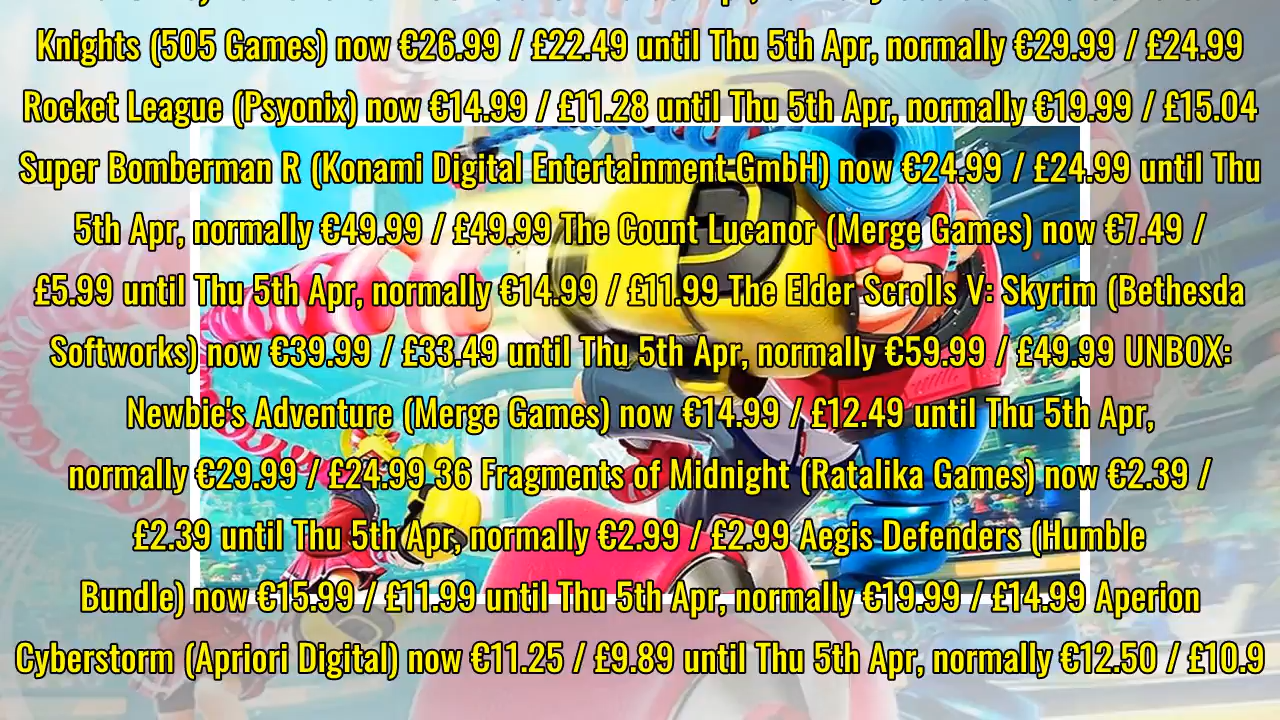 Knights (505 Games) now €26.99 / £22.49 until Thu 5th Apr, normally €29.99 / £24.99
Rocket League (Psyonix) now €14.99 / £11.28 until Thu 5th Apr, normally €19.99 / £15.04
Super Bomberman R (Konami Digital Entertainment GmbH) now €24.99 / £24.99 until Thu
5th Apr, normally €49.99 / £49.99 The Count Lucanor (Merge Games) now €7.49 /
£5.99 until Thu 5th Apr, normally €14.99 / £11.99 The Elder Scrolls V: Skyrim (Bethesda
Softworks) now €39.99 / £33.49 until Thu 5th Apr, normally €59.99 / £49.99 UNBOX:
Newbie's Adventure (Merge Games) now €14.99 / £12.49 until Thu 5th Apr,
normally €29.99 / £24.99 36 Fragments of Midnight (Ratalika Games) now €2.39 /
£2.39 until Thu 5th Apr, normally €2.99 / £2.99 Aegis Defenders (Humble
Bundle) now €15.99 / £11.99 until Thu 5th Apr, normally €19.99 / £14.99 Aperion
Cyberstorm (Apriori Digital) now €11.25 / £9.89 until Thu 5th Apr, normally €12.50 / £10.9